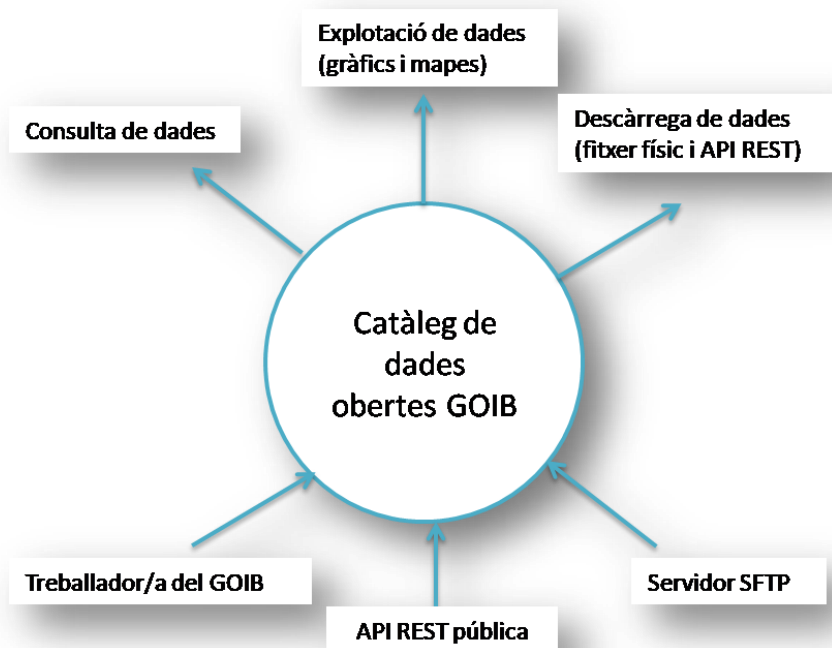 Explotació de dades
(gràfics i mapes)
Consulta de dades
Descàrrega de dades
(fitxer físic i API REST)
Catàleg de
dades
obertes GOIB
Treballador/a del GOIB
Servidor SFTP
API REST pública